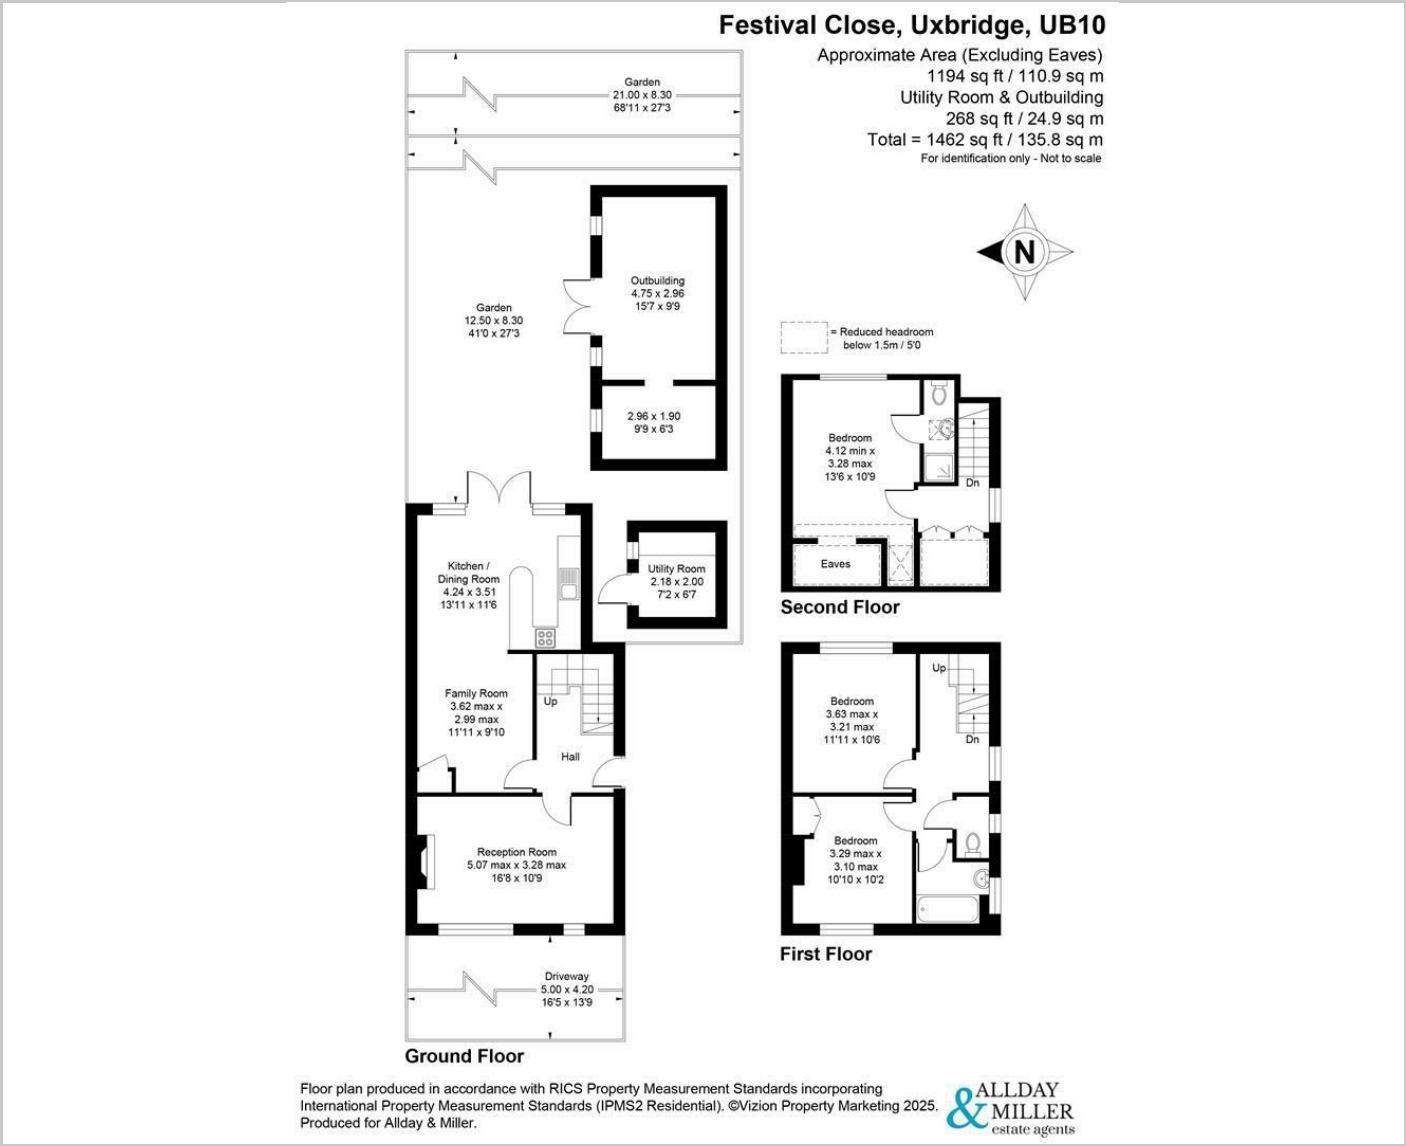 Festival Close, Uxbridge, UB10
Approximate Area (Excluding Eaves)
1194 sq ft / 110.9 sq m
Utility Room & Outbuilding
268 sq ft / 24.9 sq m
Total = 1462 sq ft / 135.8 sq m
For identification only - Not to scale
N
Garden
21.00 x 8.30
68'11 x 27'3
Garden
12.50 x 8.30
41'0 x 27'3
Outbuilding
4.75 x 2.96
15'7 x 9'9
2.96 x 1.90
9'9 x 6'3
Kitchen /
Dining Room
4.24 x 3.51
13'11 x 11'6
Utility Room
2.18 x 2.00
7'2 x 6'7
Family Room
3.62 max x
2.99 max
11'11 x 9'10
Up
Hall
Reception Room
5.07 max x 3.28 max
16'8 x 10'9
Driveway
5.00 x 4.20
16'5 x 13'9
Ground Floor
= Reduced headroom
below 1.5m / 5'0
Bedroom
4.12 min x
3.28 max
13'6 x 10'9
Dn
Eaves
Second Floor
Up
Bedroom
3.63 max x
3.21 max
11'11 x 10'6
Dn
Bedroom
3.29 max x
3.10 max
10'10 x 10'2
First Floor
Floor plan produced in accordance with RICS Property Measurement Standards incorporating
International Property Measurement Standards (IPMS2 Residential). ©Vizion Property Marketing 2025.
Produced for Allday & Miller.
ALLDAY
& MILLER
estate agents